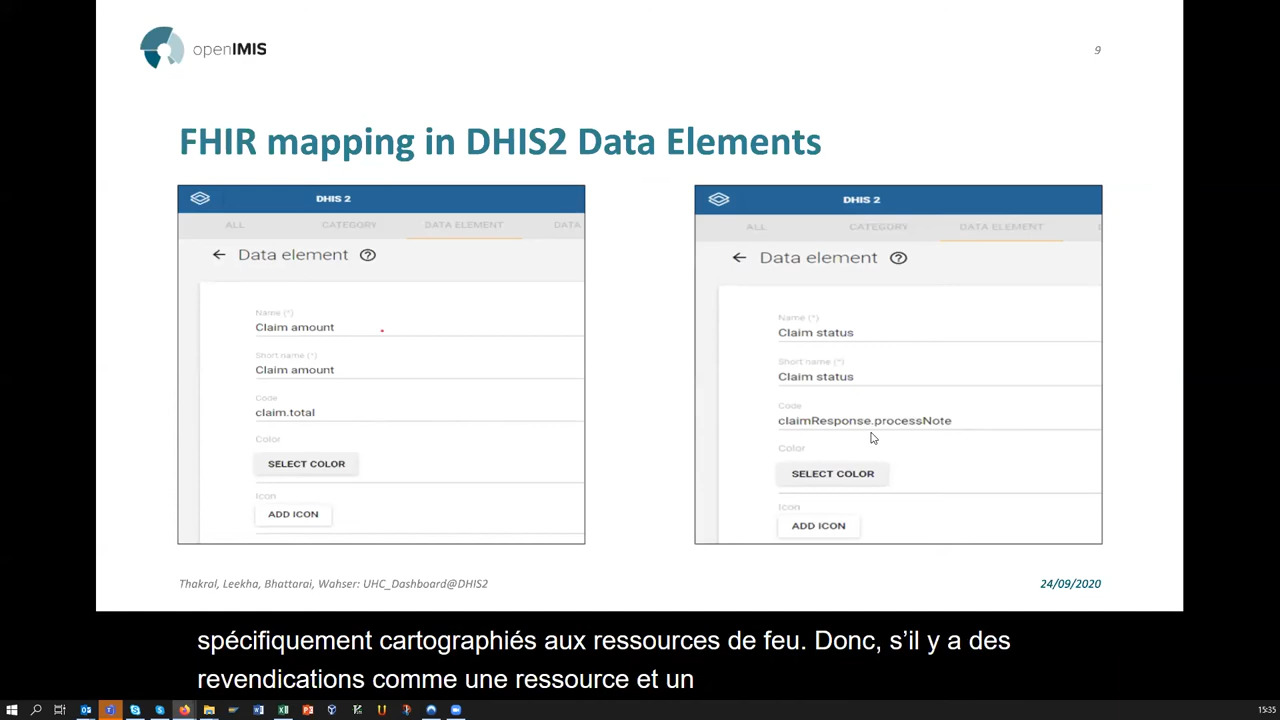 openIMIS
9
FHIR mapping in DHIS2 Data Elements
DHIS 2
ALL CATEGORY DATA ELEMENT DATA
Data element
Name (*)
Claim amount
Short name (*)
Claim amount
Code
claim.total
Color
SELECT COLOR
Icon
ADD ICON
DHIS 2
ALL CATEGORY DATA ELEMENT
Data element
Name (*)
Claim status
Short name (*)
Claim status
Code
claimResponse.processNote
Color
SELECT COLOR
Icon
ADD ICON
Thakral, Leekha, Bhattarai, Wahser: UHC_Dashboard@DHIS2
24/09/2020
spécifiquement cartographiés aux ressources de feu. Donc, s’il y a des
revendications comme une ressource et un
15:35